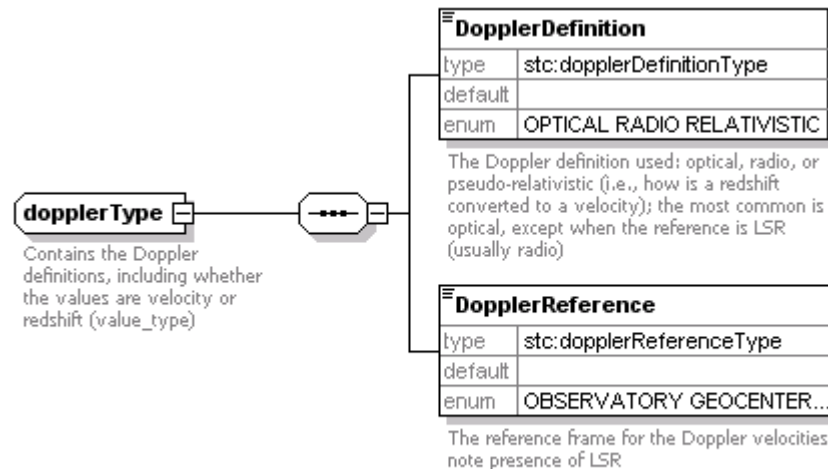 DopplerDefinition
type stc:dopplerDefinitionType
default
enum OPTICAL RADIO RELATIVISTIC
The Doppler definition used: optical, radio, or
pseudo-relativistic (i.e., how is a redshift
converted to a velocity); the most common is
optical, except when the reference is LSR
(usually radio)
dopplerType
Contains the Doppler
definitions, including whether
the values are velocity or
redshift (value_type)
DopplerReference
type stc:dopplerReferenceType
default
enum OBSERVATORY GEOCENTER...
The reference frame for the Doppler velocities
note presence of LSR